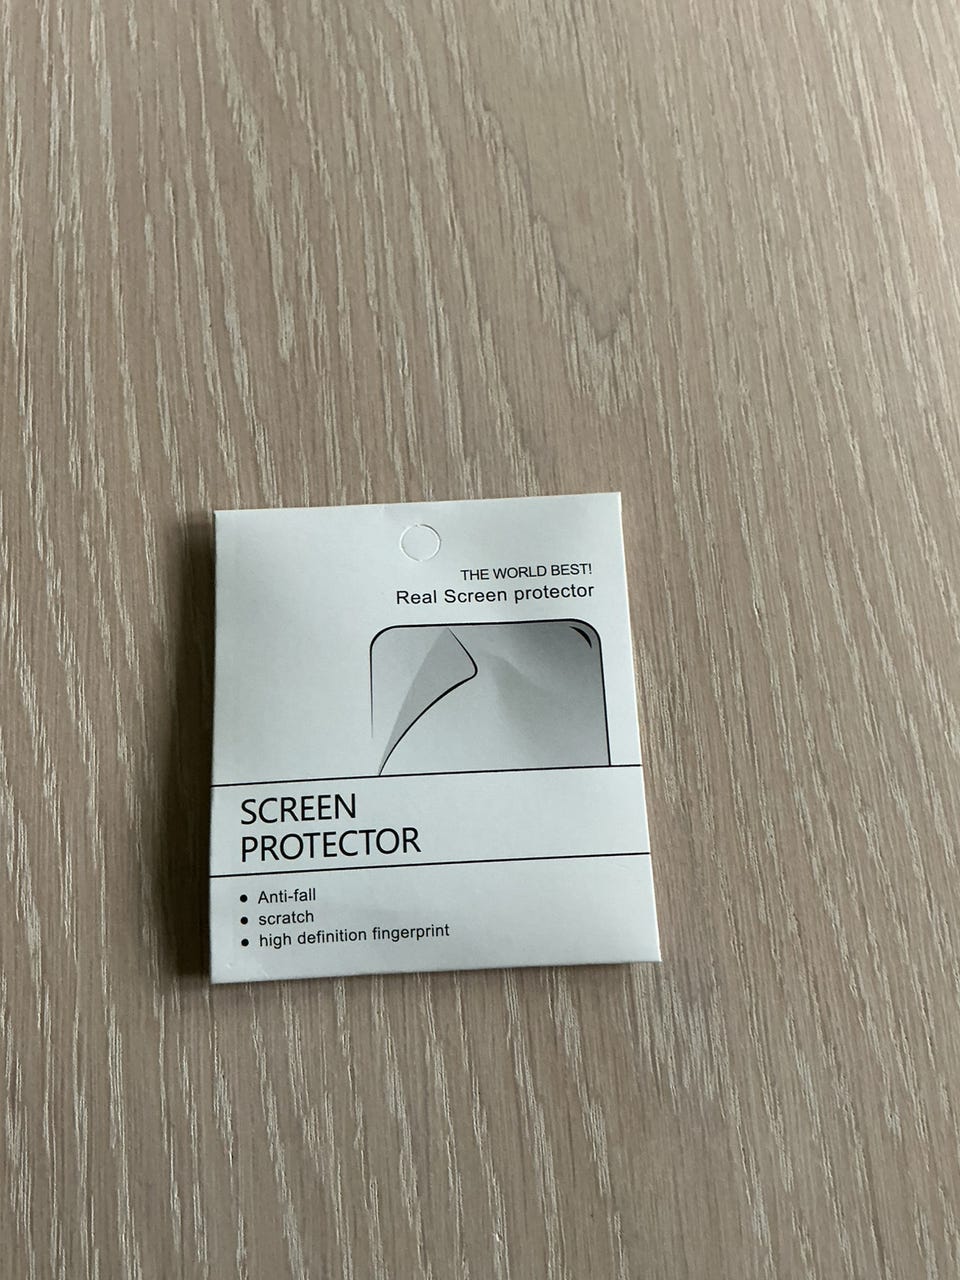 THE WORLD BEST!
Real Screen protector
SCREEN
PROTECTOR
• Anti-fall
• scratch
• high definition fingerprint